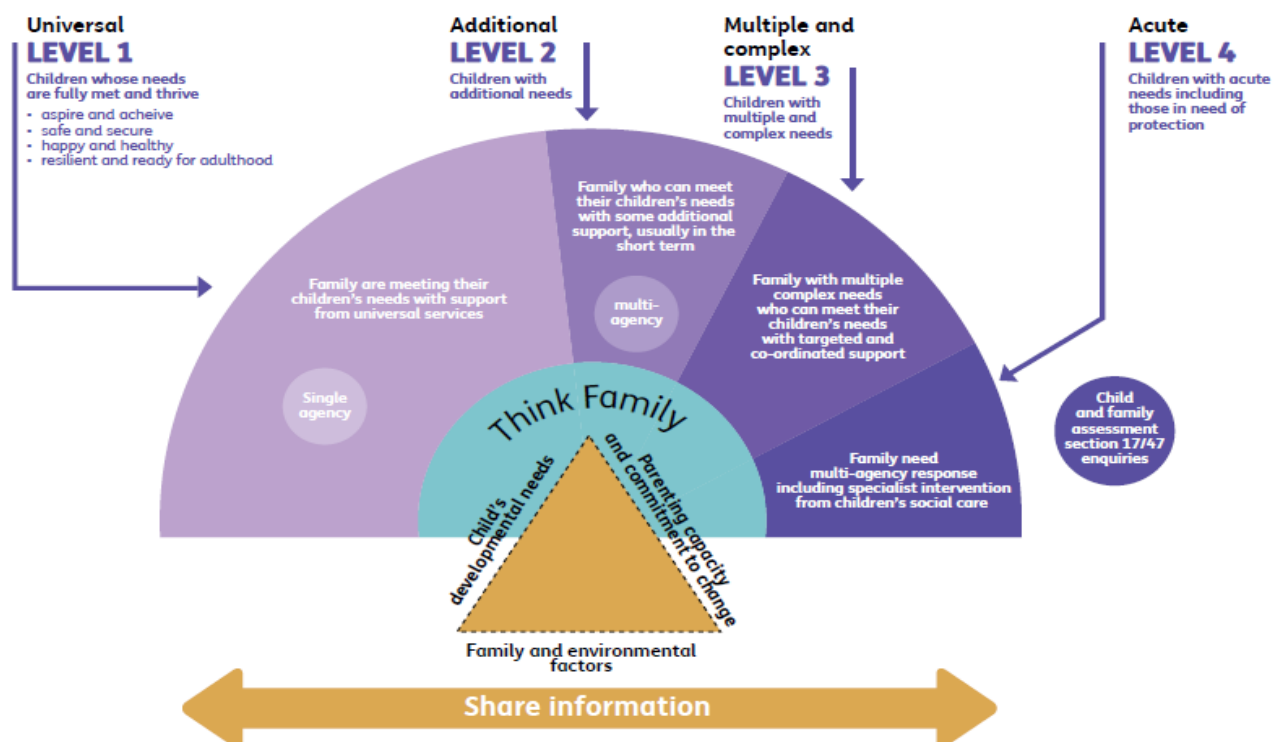 Universal
LEVEL 1
Children whose needs
are fully met and thrive
• aspire and acheive
• safe and secure
• happy and healthy
• resilient and ready for adulthood
Additional
LEVEL 2
Children with
additional needs
Multiple and
complex
LEVEL 3
Children with
multiple and
complex needs
Acute
LEVEL 4
Children with acute
needs including
those in need of
protection
Family are meeting their
children's needs with support
from universal services
Single
agency
Family who can meet
their children's needs
with some additional
support, usually in the
short term
multi-
agency
Family with multiple
complex needs
who can meet their
children's needs
with targeted and
co-ordinated support
Family need
multi-agency response
including specialist intervention
from children's social care
Child
and family
assessment
section 17/47
enquiries
Think Family
Child's
developmental needs
Parenting capacity
and commitment to change
Family and environmental
factors
Share information